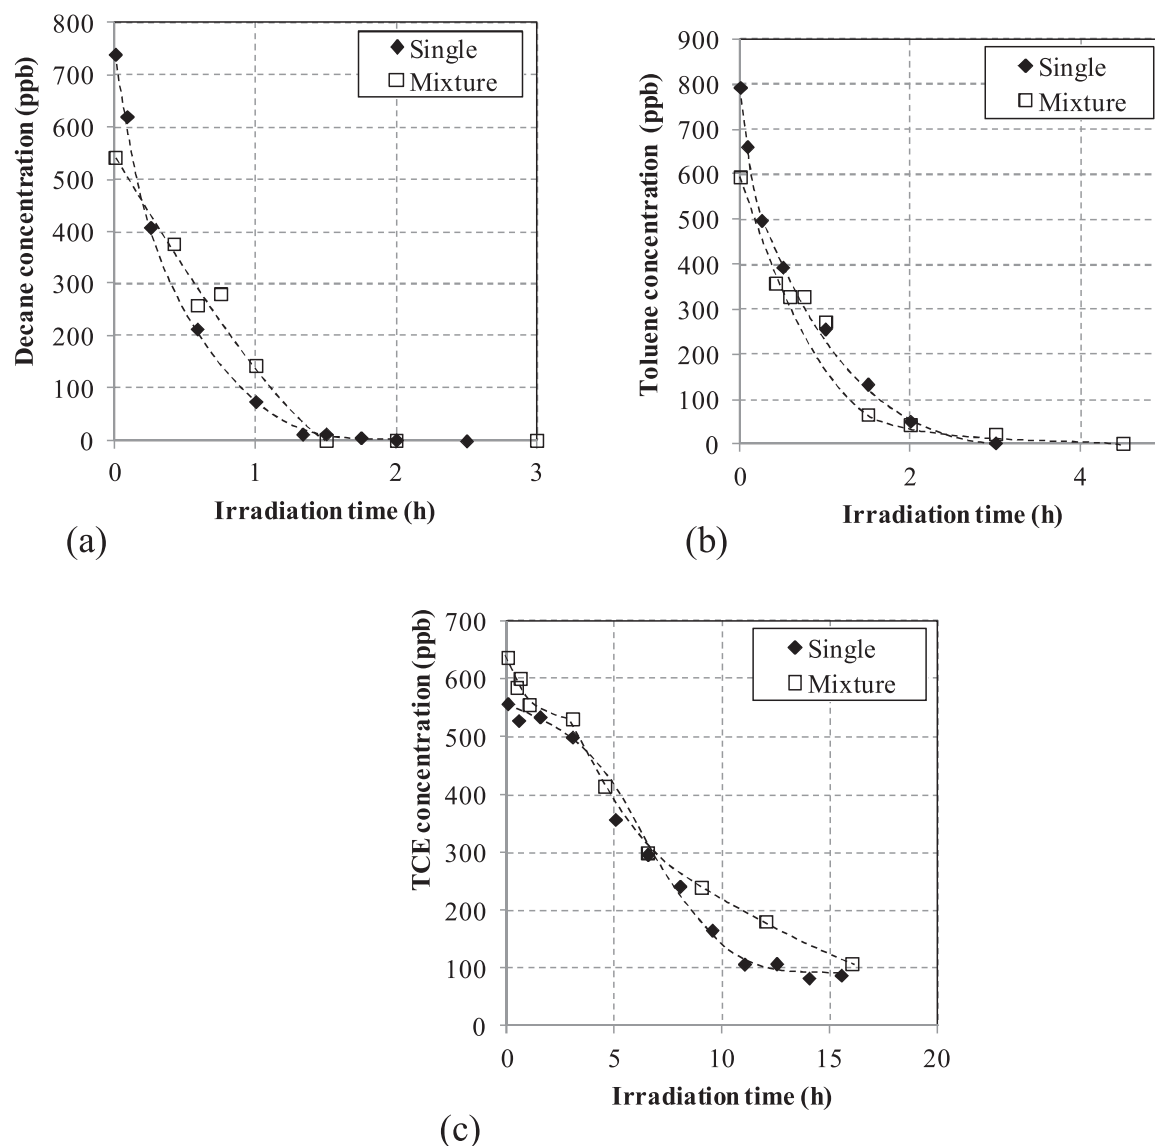 Decane concentration (ppb)
800
700
600
500
400
300
200
100
0
0 1 2 3
Irradiation time (h)
Single
Mixture
(a)
Toluene concentration (ppb)
900
800
700
600
500
400
300
200
100
0
0 2 4
Irradiation time (h)
Single
Mixture
(b)
TCE concentration (ppb)
700
600
500
400
300
200
100
0
0 5 10 15 20
Irradiation time (h)
Single
Mixture
(c)